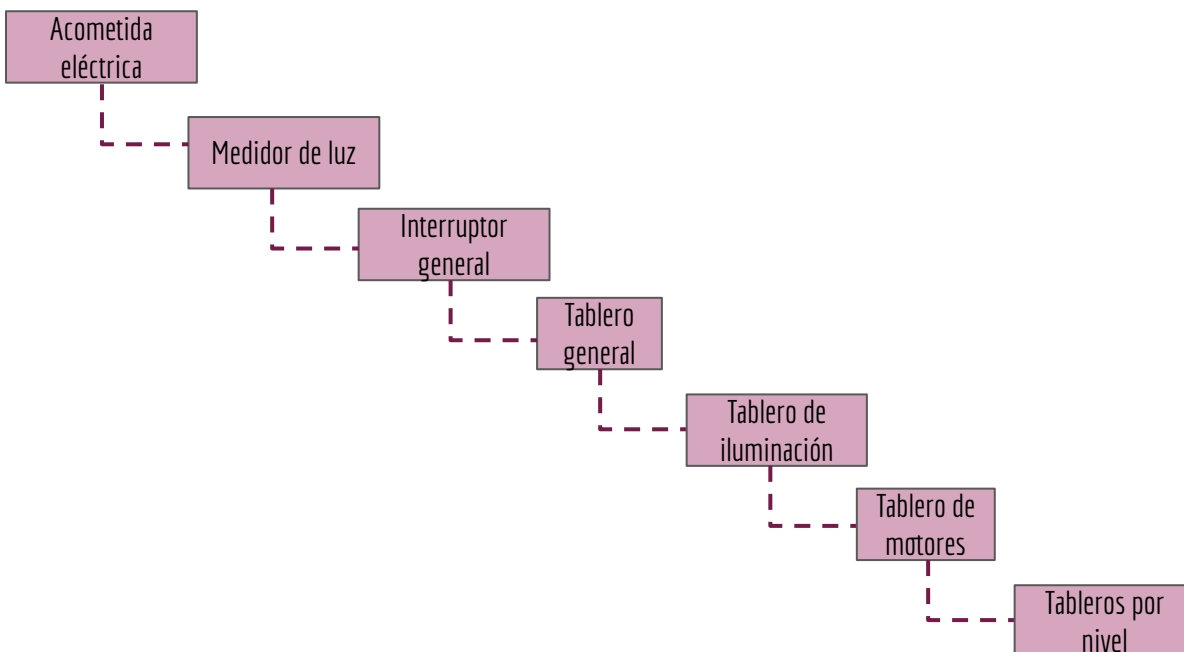 Acometida
eléctrica
Medidor de luz
Interruptor
general
Tablero
general
Tablero de
iluminación
Tablero de
motores
Tableros por
nivel